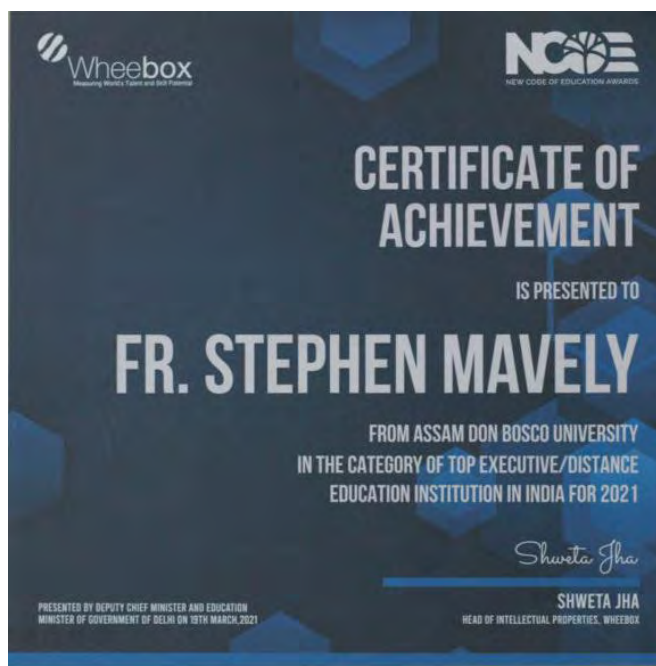 Wheebox
Measuring World's Talent and Skill Potential
NCOE
NEW CODE OF EDUCATION AWARDS
CERTIFICATE OF
ACHIEVEMENT
IS PRESENTED TO
FR. STEPHEN MAVELY
FROM ASSAM DON BOSCO UNIVERSITY
IN THE CATEGORY OF TOP EXECUTIVE/DISTANCE
EDUCATION INSTITUTION IN INDIA FOR 2021
Shweta Jha
SHWETA JHA
HEAD OF INTELLECTUAL PROPERTIES, WHEEBOX
PRESENTED BY DEPUTY CHIEF MINISTER AND EDUCATION
MINISTER OF GOVERNMENT OF DELHI ON 19TH MARCH,2021